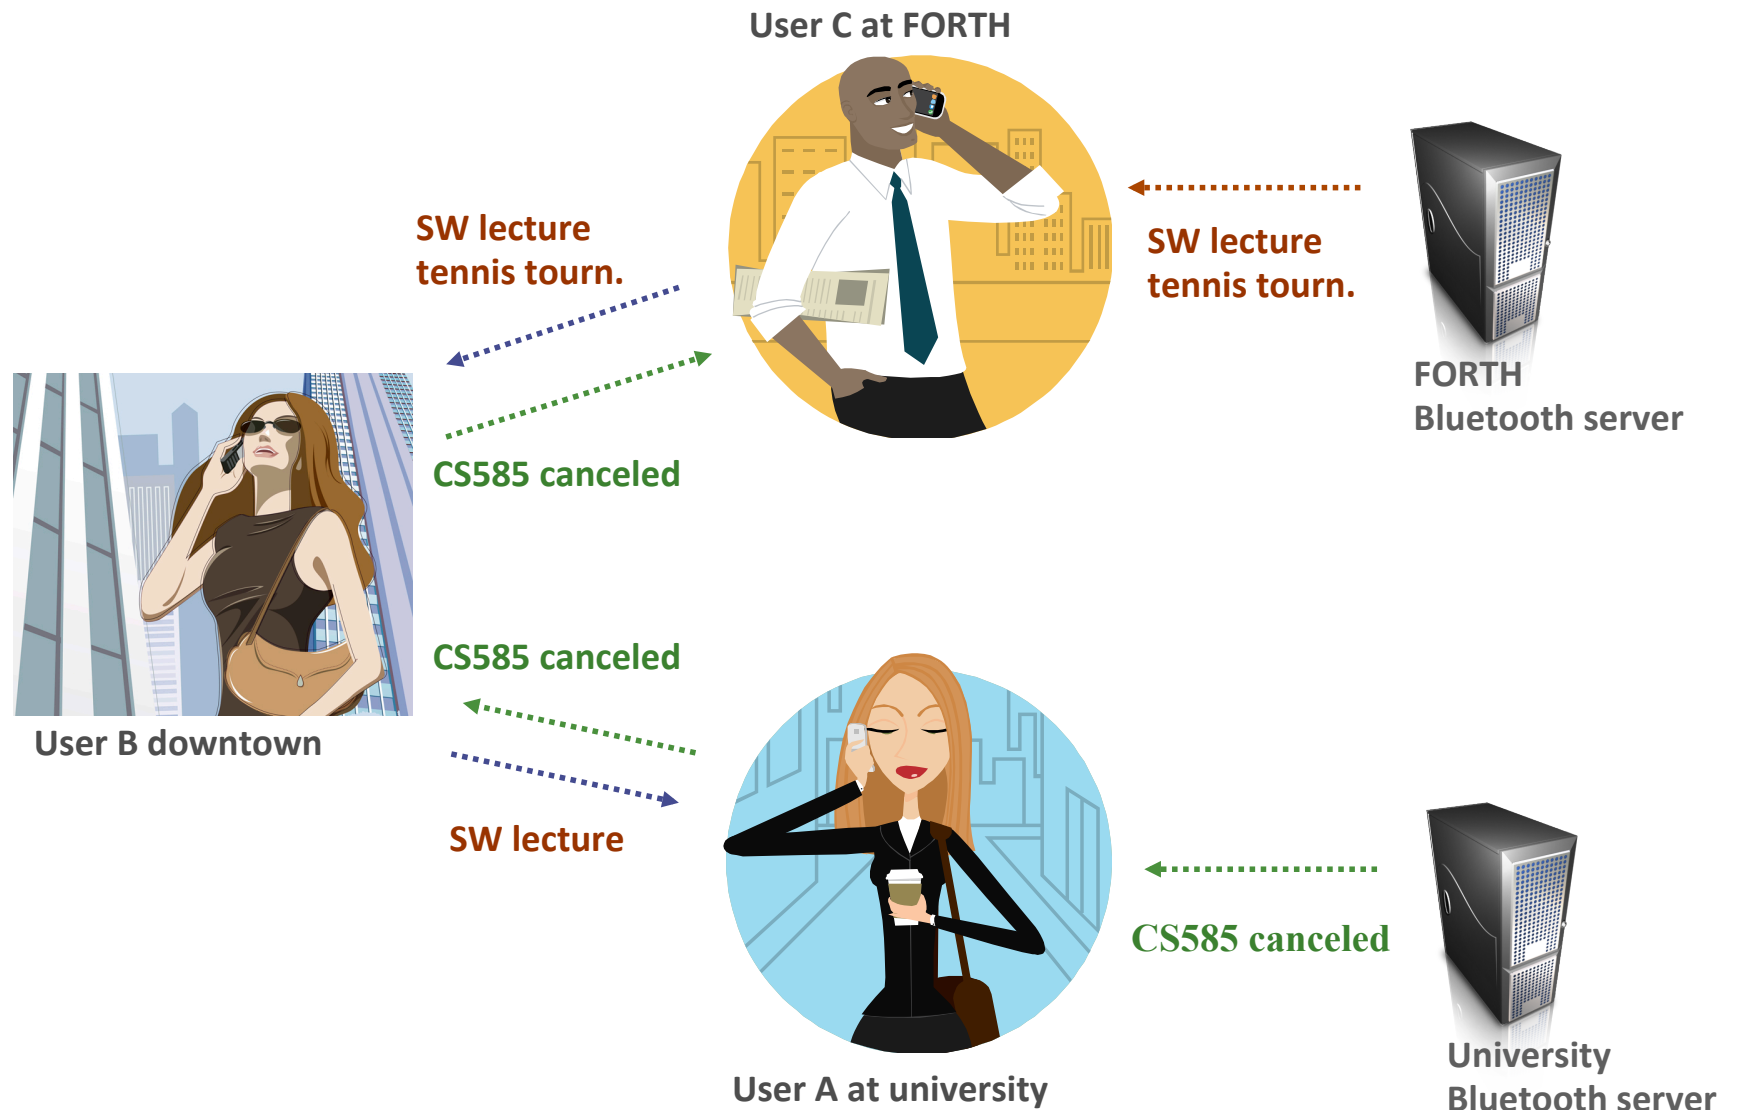 User C at FORTH
SW lecture
tennis tourn.
SW lecture
tennis tourn.
FORTH
Bluetooth server
CS585 canceled
CS585 canceled
User B downtown
SW lecture
CS585 canceled
University
Bluetooth server
User A at university